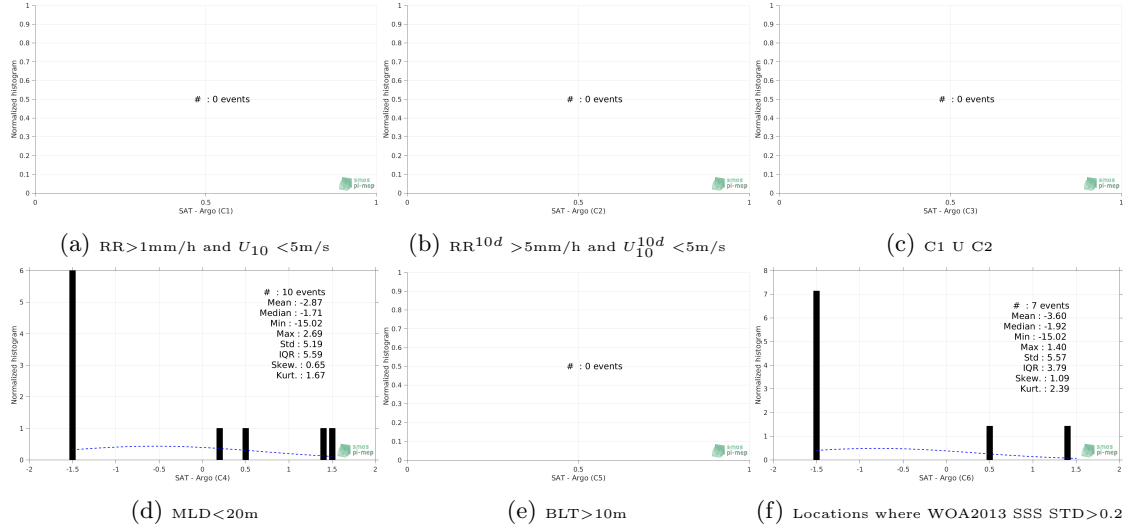 1
0.9
0.8
0.7
0.6
0.5
0.4
0.3
0.2
0.1
0
Normalized histogram
# : 0 events
smos
pi-mep
0 0.5 1
SAT - Argo (C1)
(a) RR>1mm/h and U10 <5m/s
1
0.9
0.8
0.7
0.6
0.5
0.4
0.3
0.2
0.1
0
Normalized histogram
# : 0 events
smos
pi-mep
0 0.5 1
SAT - Argo (C2)
(b) RR10d >5mm/h and U10d10 <5m/s
1
0.9
0.8
0.7
0.6
0.5
0.4
0.3
0.2
0.1
0
Normalized histogram
# : 0 events
smos
pi-mep
0 0.5 1
SAT - Argo (C3)
(c) C1 U C2
6
5
4
3
2
1
0
Normalized histogram
# : 10 events
Mean : -2.87
Median : -1.71
Min : -15.02
Max : 2.69
Std : 5.19
IQR : 5.59
Skew. : 0.65
Kurt. : 1.67
smos
pi-mep
-2 -1.5 -1 -0.5 0 0.5 1 1.5 2
SAT - Argo (C4)
(d) MLD<20m
1
0.9
0.8
0.7
0.6
0.5
0.4
0.3
0.2
0.1
0
Normalized histogram
# : 0 events
smos
pi-mep
0 0.5 1
SAT - Argo (C5)
(e) BLT>10m
8
7
6
5
4
3
2
1
0
Normalized histogram
# : 7 events
Mean : -3.60
Median : -1.92
Min : -15.02
Max : 1.40
Std : 5.57
IQR : 3.79
Skew. : 1.09
Kurt. : 2.39
smos
pi-mep
-2 -1.5 -1 -0.5 0 0.5 1 1.5 2
SAT - Argo (C6)
(f) Locations where WOA2013 SSS STD>0.2